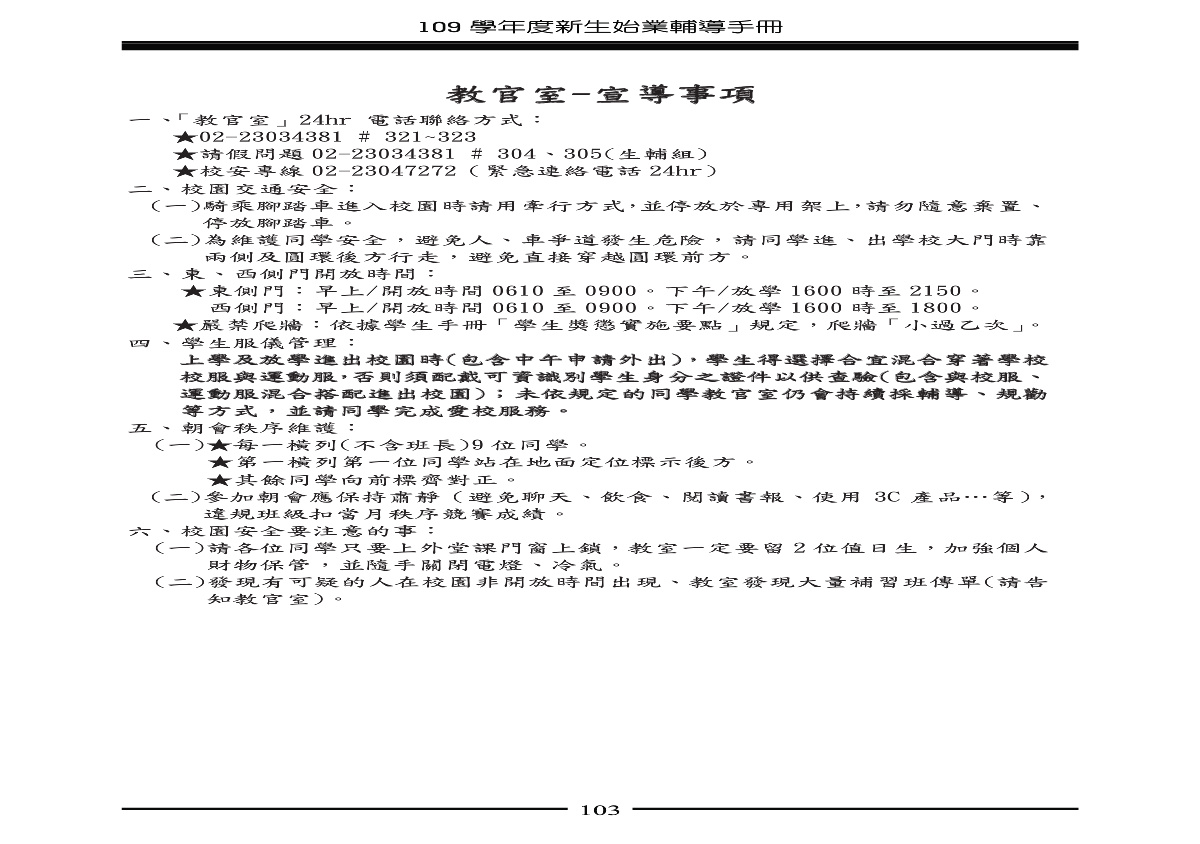 109 學年度新生始業輔導手冊
教官室-宣導事項
一、「教官室」24hr 電話聯絡方式：
★02-23034381 # 321~323
★請假問題 02-23034381 # 304、305(生輔組)
★校安專線 02-23047272 (緊急連絡電話 24hr)
二、校園交通安全：
(一)騎乘腳踏車進入校園時請用牽行方式,並停放於專用架上,請勿隨意棄置、
停放腳踏車。
(二)為維護同學安全，避免人、車爭道發生危險，請同學進、出學校大門時靠
兩側及圓環後方行走，避免直接穿越圓環前方。
三、東、西側門開放時間：
★東側門：早上/開放時間 0610 至 0900。下午/放學 1600 時至 2150。
西側門：早上/開放時間 0610 至 0900。下午/放學 1600 時至 1800。
★嚴禁爬牆：依據學生手冊「學生獎懲實施要點」規定，爬牆「小過乙次」。
四、學生服儀管理：
上學及放學進出校園時(包含中午申請外出)，學生得選擇合宜混合穿著學校
校服與運動服,否則須配戴可資識別學生身分之證件以供查驗(包含與校服、
運動服混合搭配進出校園)；未依規定的同學教官室仍會持續採輔導、規勸
等方式，並請同學完成愛校服務。
五、朝會秩序維護：
(一)★每一橫列(不含班長)9 位同學。
★第一橫列第一位同學站在地面定位標示後方。
★其餘同學向前標齊對正。
(二)參加朝會應保持肅靜 (避免聊天、飲食、閱讀書報、使用 3C 產品…等)，
違規班級扣當月秩序競賽成績。
六、校園安全要注意的事：
(一)請各位同學只要上外堂課門窗上鎖，教室一定要留 2 位值日生，加強個人
財物保管，並隨手關閉電燈、冷氣。
(二)發現有可疑的人在校園非開放時間出現、教室發現大量補習班傳單(請告
知教官室)。
103